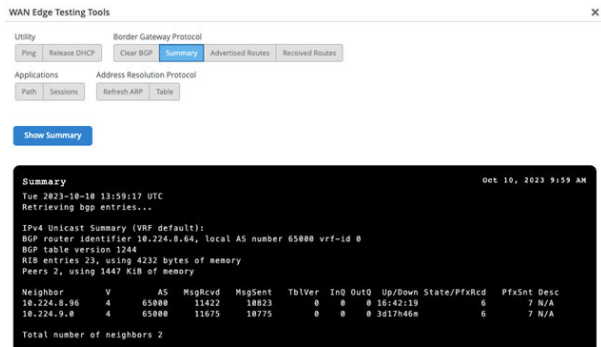 WAN Edge Testing Tools
Utility Border Gateway Protocol
Ping Release DHCP Clear BGP Summary Advertised Routes Received Routes
Applications Address Resolution Protocol
Path Sessions Refresh ARP Table
Show Summary
Summary Oct 10, 2023 9:59 AM
Tue 2023-10-10 13:59:17 UTC
Retrieving bgp entries...
IPv4 Unicast Summary (VRF default):
BGP router identifier 10.224.8.64, local AS number 65000 vrf-id 0
BGP table version 1244
RIB entries 23, using 4232 bytes of memory
Peers 2, using 1447 KiB of memory
Neighbor V AS MsgRcvd MsgSent TblVer InQ OutQ Up/Down State/PfxRcd PfxSnt Desc
10.224.8.96 4 65000 11422 10823 0 0 0 16:42:19 6 7 N/A
10.224.9.0 4 65000 11675 10775 0 0 0 3d17h46m 6 7 N/A
Total number of neighbors 2